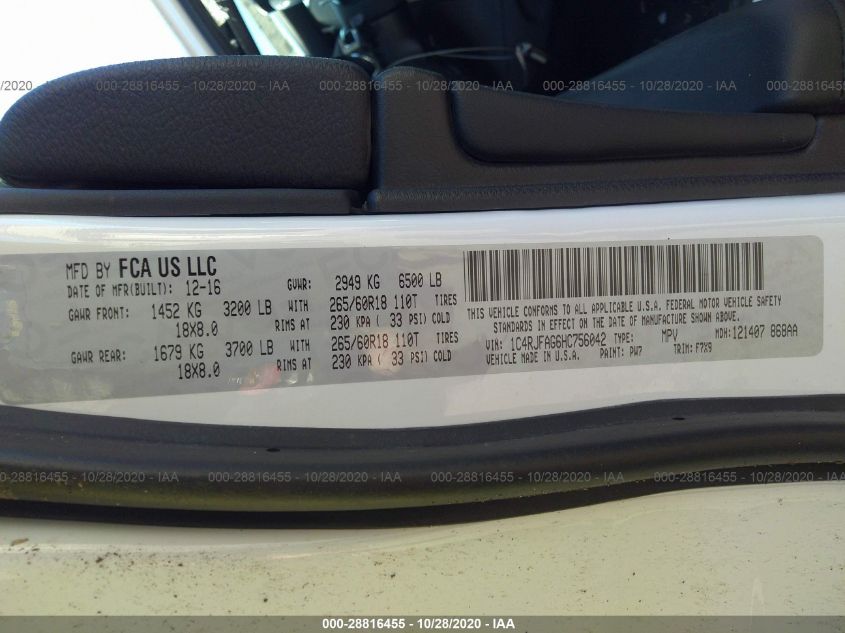 000-28816455 - 10/28/2020 - IAA
MFD BY FCA US LLC
DATE OF MFR(BUILT): 12-16
GVWR: 2949 KG 6500 LB
GAWR FRONT: 1452 KG 3200 LB WITH 265/60R18 110T TIRES
18X8.0 RIMS AT 230 KPA ( 33 PSI) COLD
GAWR REAR: 1679 KG 3700 LB WITH 265/60R18 110T TIRES
18X8.0 RIMS AT 230 KPA ( 33 PSI) COLD
THIS VEHICLE CONFORMS TO ALL APPLICABLE U.S.A. FEDERAL MOTOR VEHICLE SAFETY
STANDARDS IN EFFECT ON THE DATE OF MANUFACTURE SHOWN ABOVE.
VIN: 1C4RJFAG6HC756042 TYPE: MPV MDH:121407 868AA
VEHICLE MADE IN U.S.A. PAINT: PW7 TRIM: F7X9
000-28816455 - 10/28/2020 - IAA
000-28816455 - 10/28/2020 - IAA